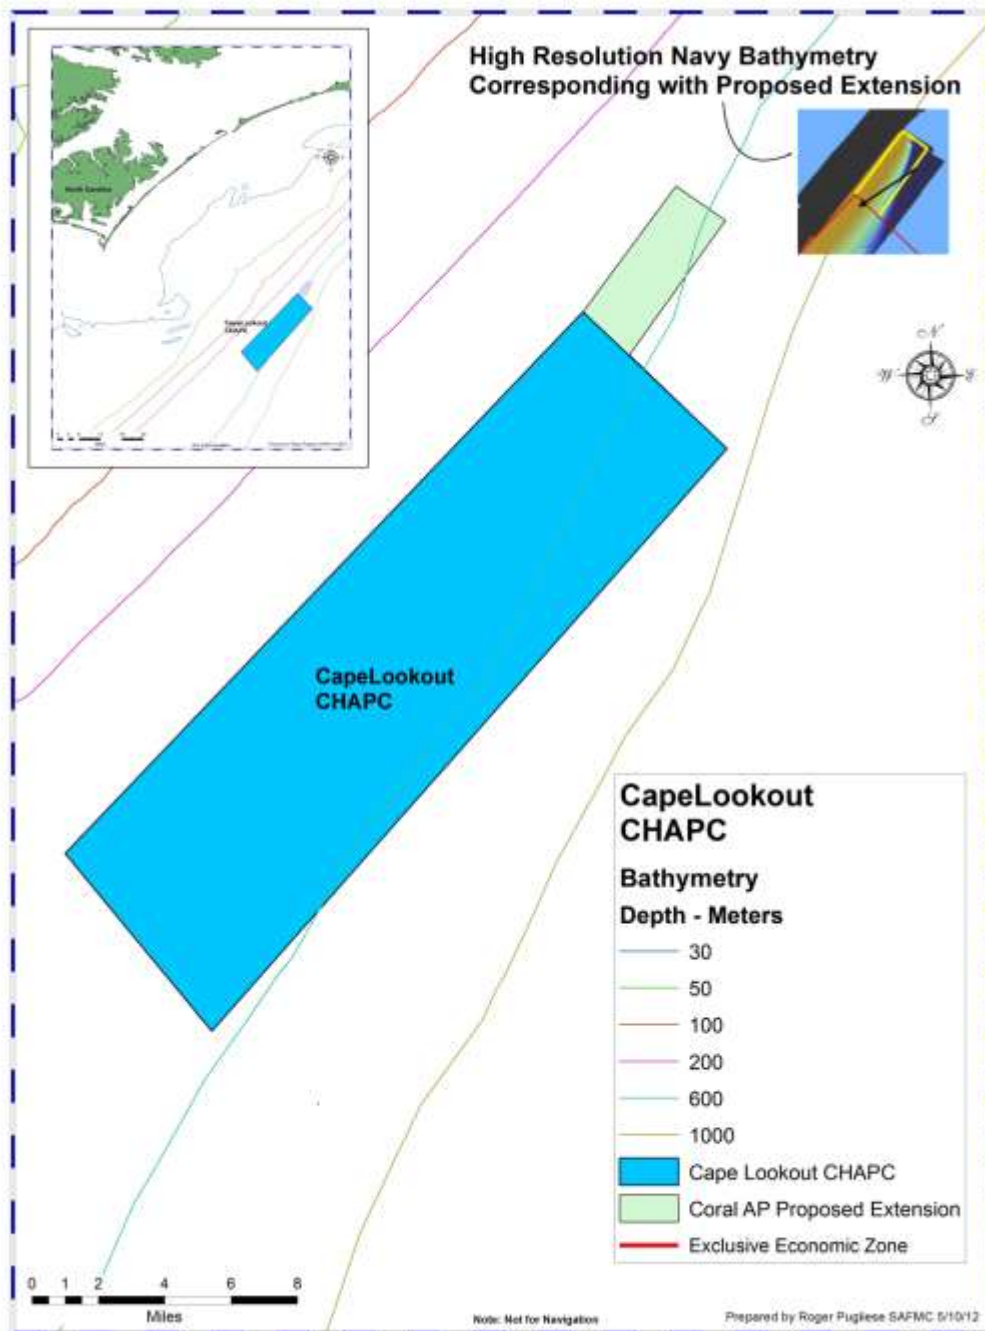 High Resolution Navy Bathymetry
Corresponding with Proposed Extension
North Carolina
CapeLookout
CHAPC
N
W
E
S
CapeLookout
CHAPC
CapeLookout
CHAPC
Bathymetry
Depth - Meters
30
50
100
200
600
1000
Cape Lookout CHAPC
Coral AP Proposed Extension
Exclusive Economic Zone
0 1 2 4 6 8
Miles
Note: Not for Navigation
Prepared by Roger Pugliese SAFMC 5/10/12